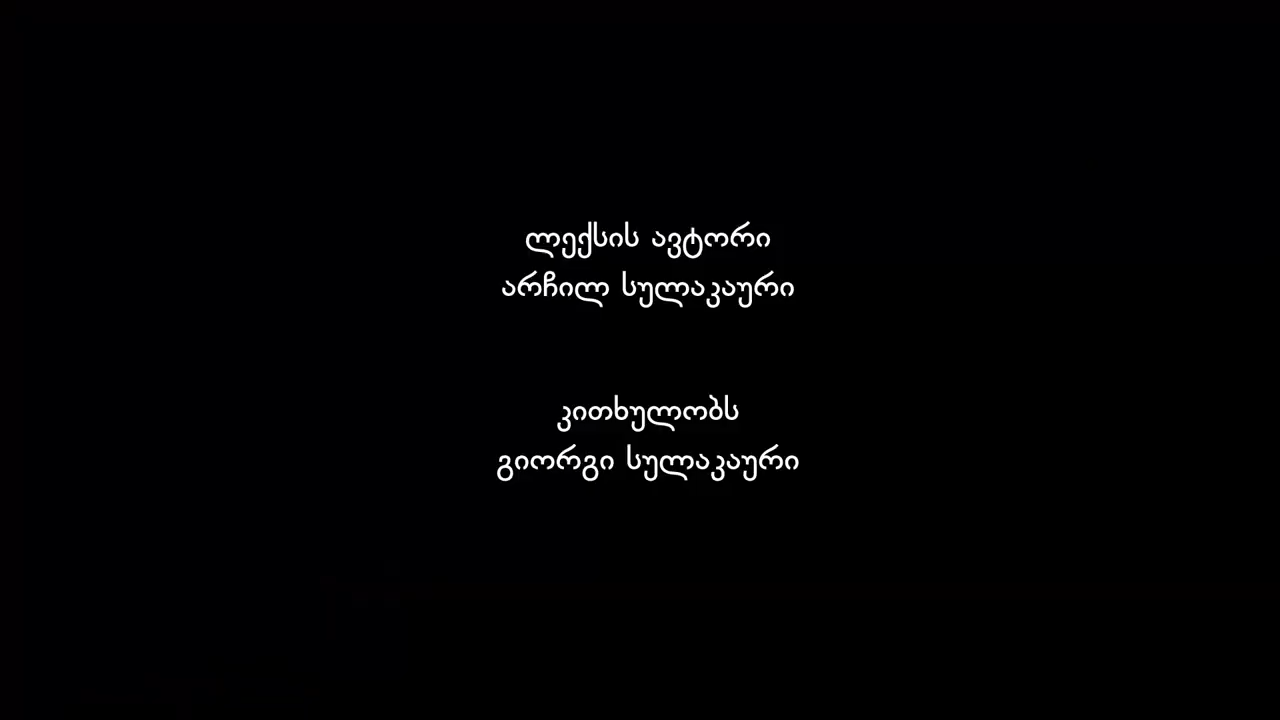 ლექსის ავტორი
არჩილ სულაკაური
კითხულობს
გიორგი სულაკაური